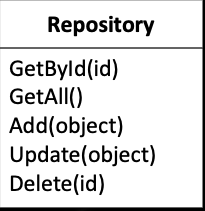 Repository
GetById(id)
GetAll()
Add(object)
Update(object)
Delete(id)